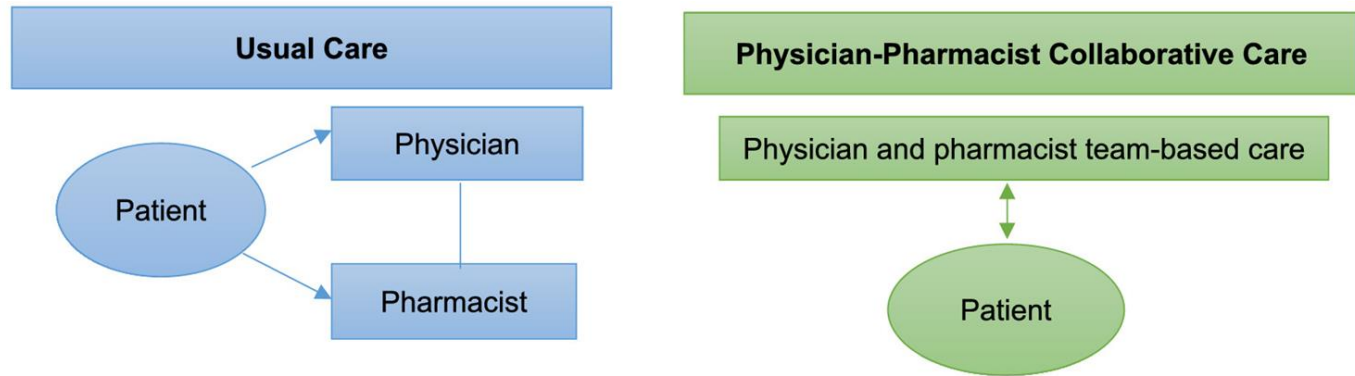 Usual Care
Physician
Patient
Pharmacist
Physician-Pharmacist Collaborative Care
Physician and pharmacist team-based care
Patient